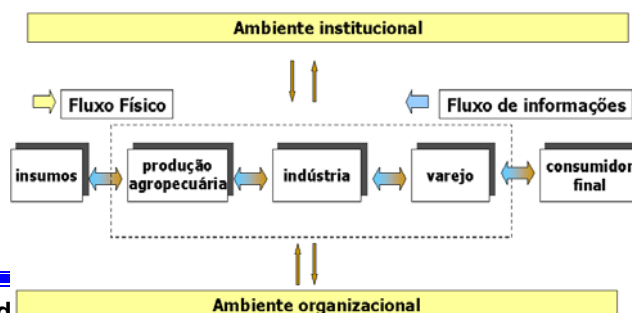 Ambiente institucional
Fluxo Físico
Fluxo de informações
insumos
produção
agropecuária
indústria
varejo
consumidor
final
d
Ambiente organizacional